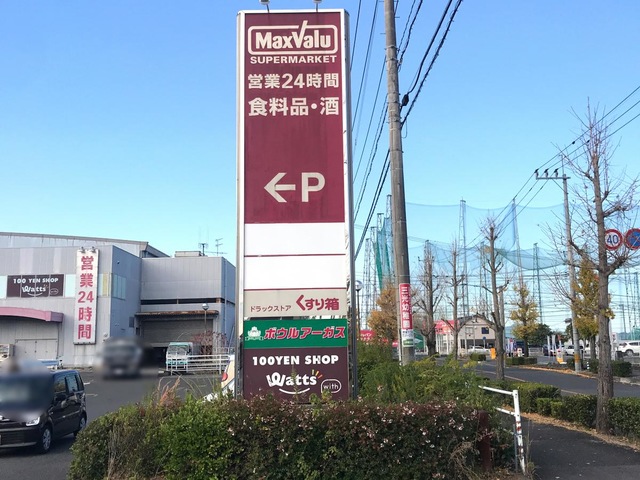 MaxValu
SUPERMARKET
営業24時間
食料品・酒
←P
ドラックストア くすり箱
ボウルアーガス
100YEN SHOP
Watts with
100 YEN SHOP
Watts
営業24時間
40